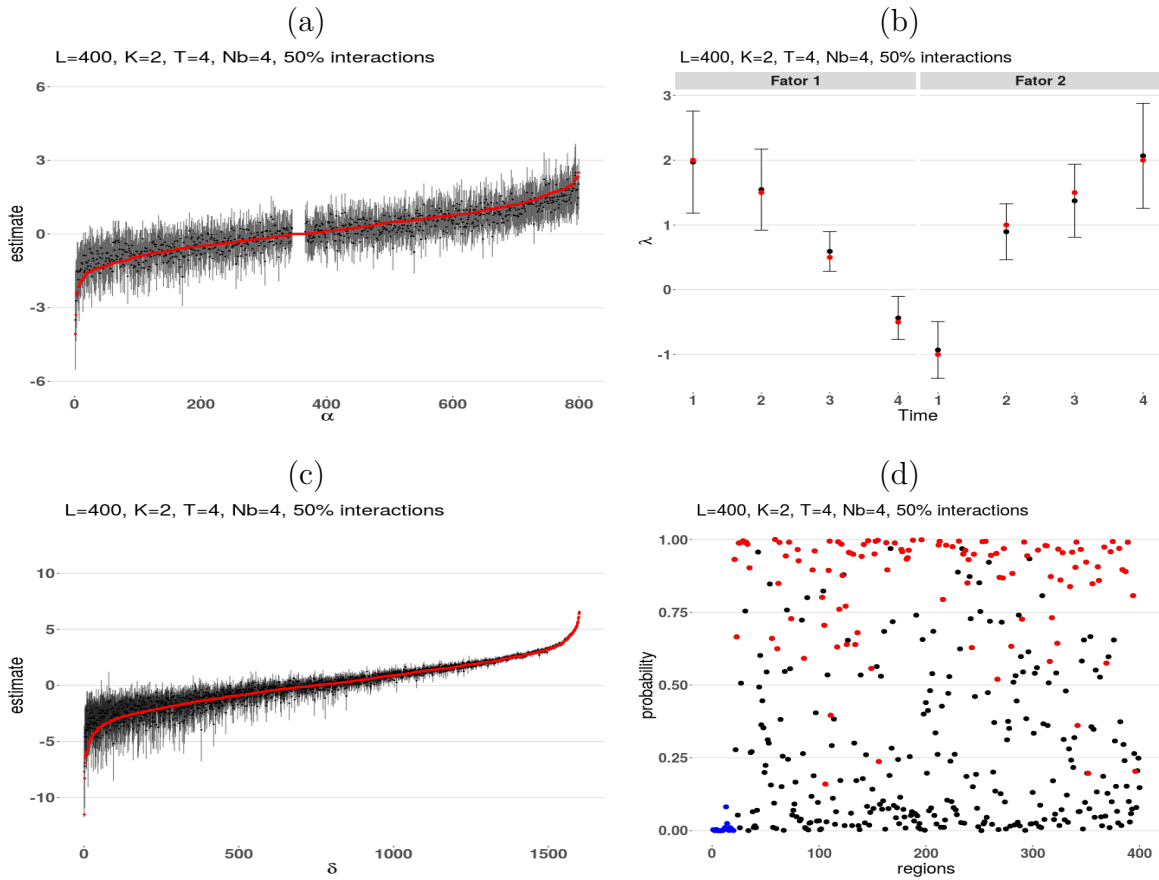 (a)
L=400, K=2, T=4, Nb=4, 50% interactions
estimate
6
3
0
-3
-6
0
200
400
600
800
α
(b)
L=400, K=2, T=4, Nb=4, 50% interactions
Fator 1
Fator 2
λ
3
2
1
0
-1
1
2
3
4
1
2
3
4
Time
(c)
L=400, K=2, T=4, Nb=4, 50% interactions
estimate
10
5
0
-5
-10
0
500
1000
1500
δ
(d)
L=400, K=2, T=4, Nb=4, 50% interactions
probability
1.00
0.75
0.50
0.25
0.00
0
100
200
300
400
regions